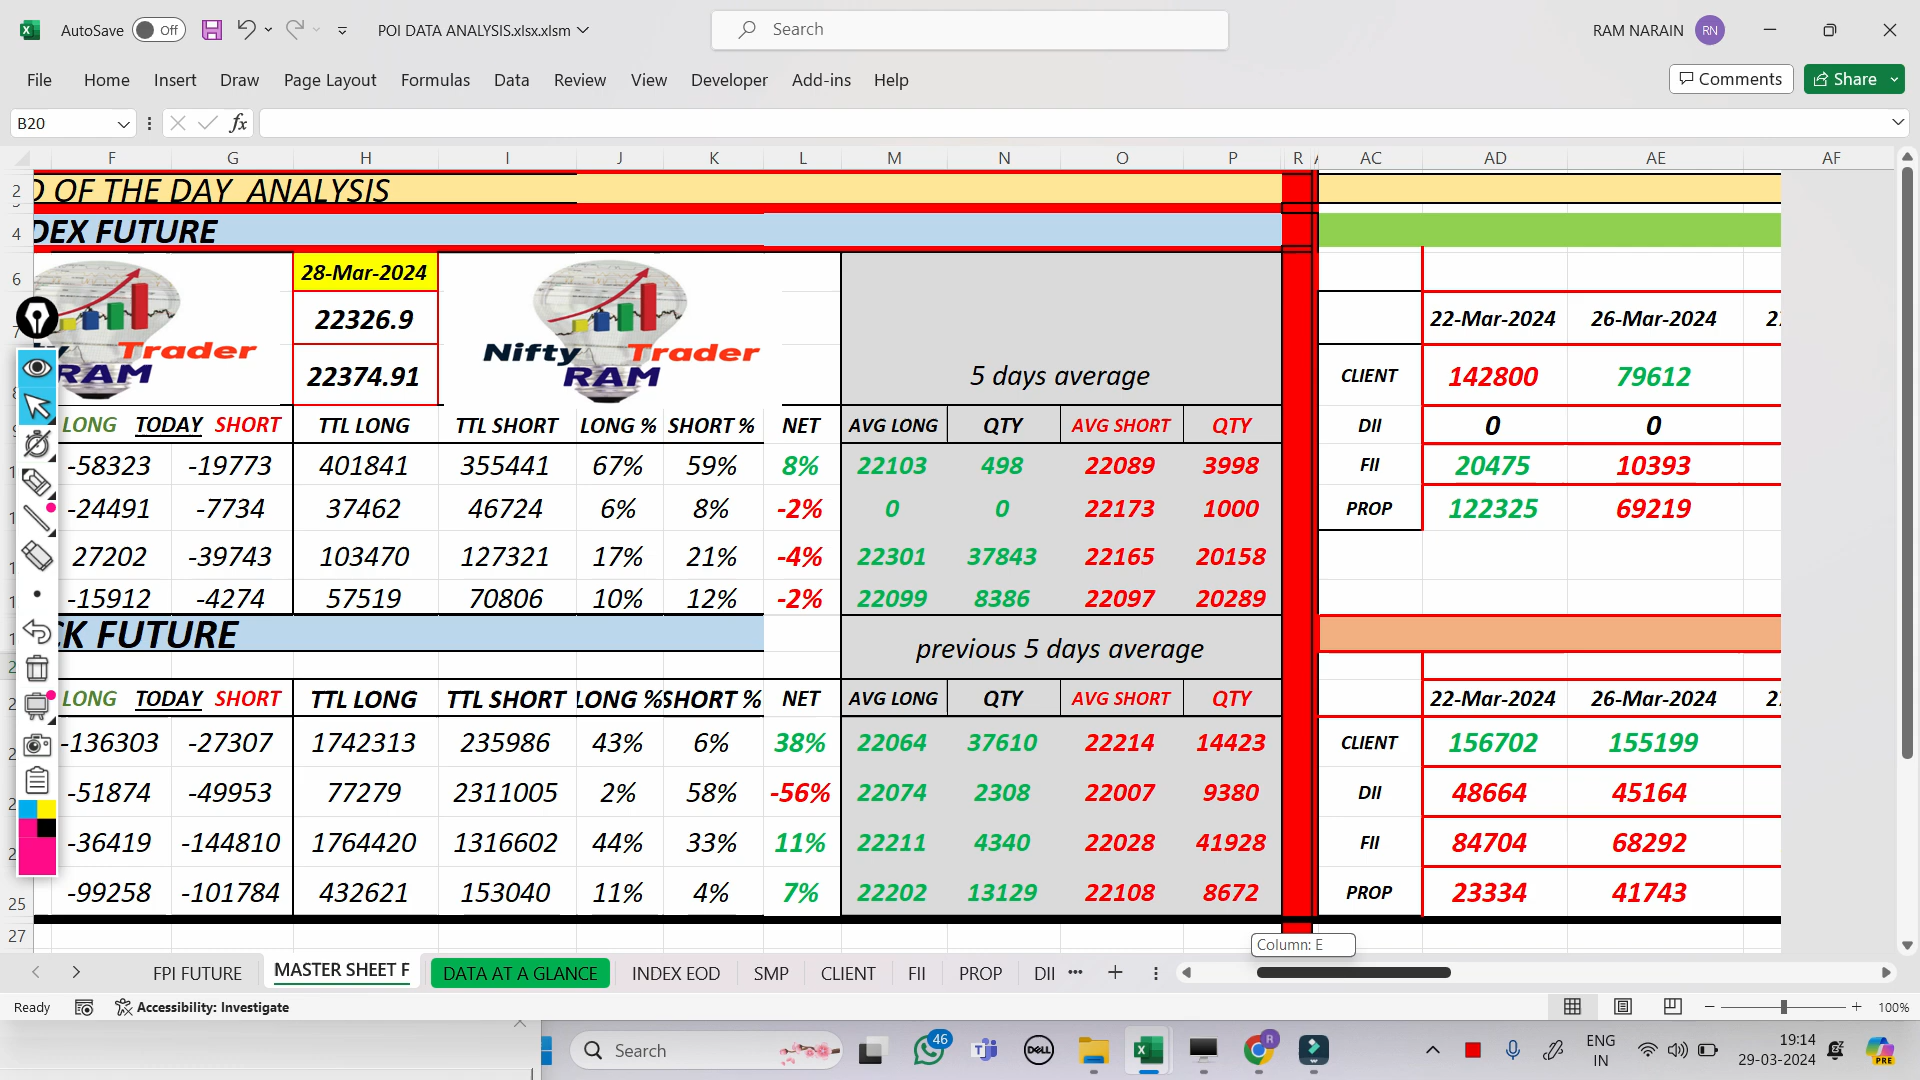 AutoSave Off POI DATA ANALYSIS.xlsx.xlsm Search RAM NARAIN RN
File Home Insert Draw Page Layout Formulas Data Review View Developer Add-ins Help Comments Share
B20 fx
F G H I J K L M N O P R AC AD AE AF
2 D OF THE DAY ANALYSIS
4 DEX FUTURE
6 28-Mar-2024
22326.9 22-Mar-2024 26-Mar-2024
Trader RAM Nifty Trader RAM
22374.91 5 days average CLIENT 142800 79612
LONG TODAY SHORT TTL LONG TTL SHORT LONG % SHORT % NET AVG LONG QTY AVG SHORT QTY DII 0 0
-58323 -19773 401841 355441 67% 59% 8% 22103 498 22089 3998 FII 20475 10393
-24491 -7734 37462 46724 6% 8% -2% 0 0 22173 1000 PROP 122325 69219
27202 -39743 103470 127321 17% 21% -4% 22301 37843 22165 20158
-15912 -4274 57519 70806 10% 12% -2% 22099 8386 22097 20289
CK FUTURE previous 5 days average
LONG TODAY SHORT TTL LONG TTL SHORT LONG % SHORT % NET AVG LONG QTY AVG SHORT QTY 22-Mar-2024 26-Mar-2024
-136303 -27307 1742313 235986 43% 6% 38% 22064 37610 22214 14423 CLIENT 156702 155199
-51874 -49953 77279 2311005 2% 58% -56% 22074 2308 22007 9380 DII 48664 45164
-36419 -144810 1764420 1316602 44% 33% 11% 22211 4340 22028 41928 FII 84704 68292
25 -99258 -101784 432621 153040 11% 4% 7% 22202 13129 22108 8672 PROP 23334 41743
27
Column: E
FPI FUTURE MASTER SHEET F DATA AT A GLANCE INDEX EOD SMP CLIENT FII PROP DII
Ready Accessibility: Investigate 100%
Search 46 DELL R ENG IN 19:14 29-03-2024 PRE